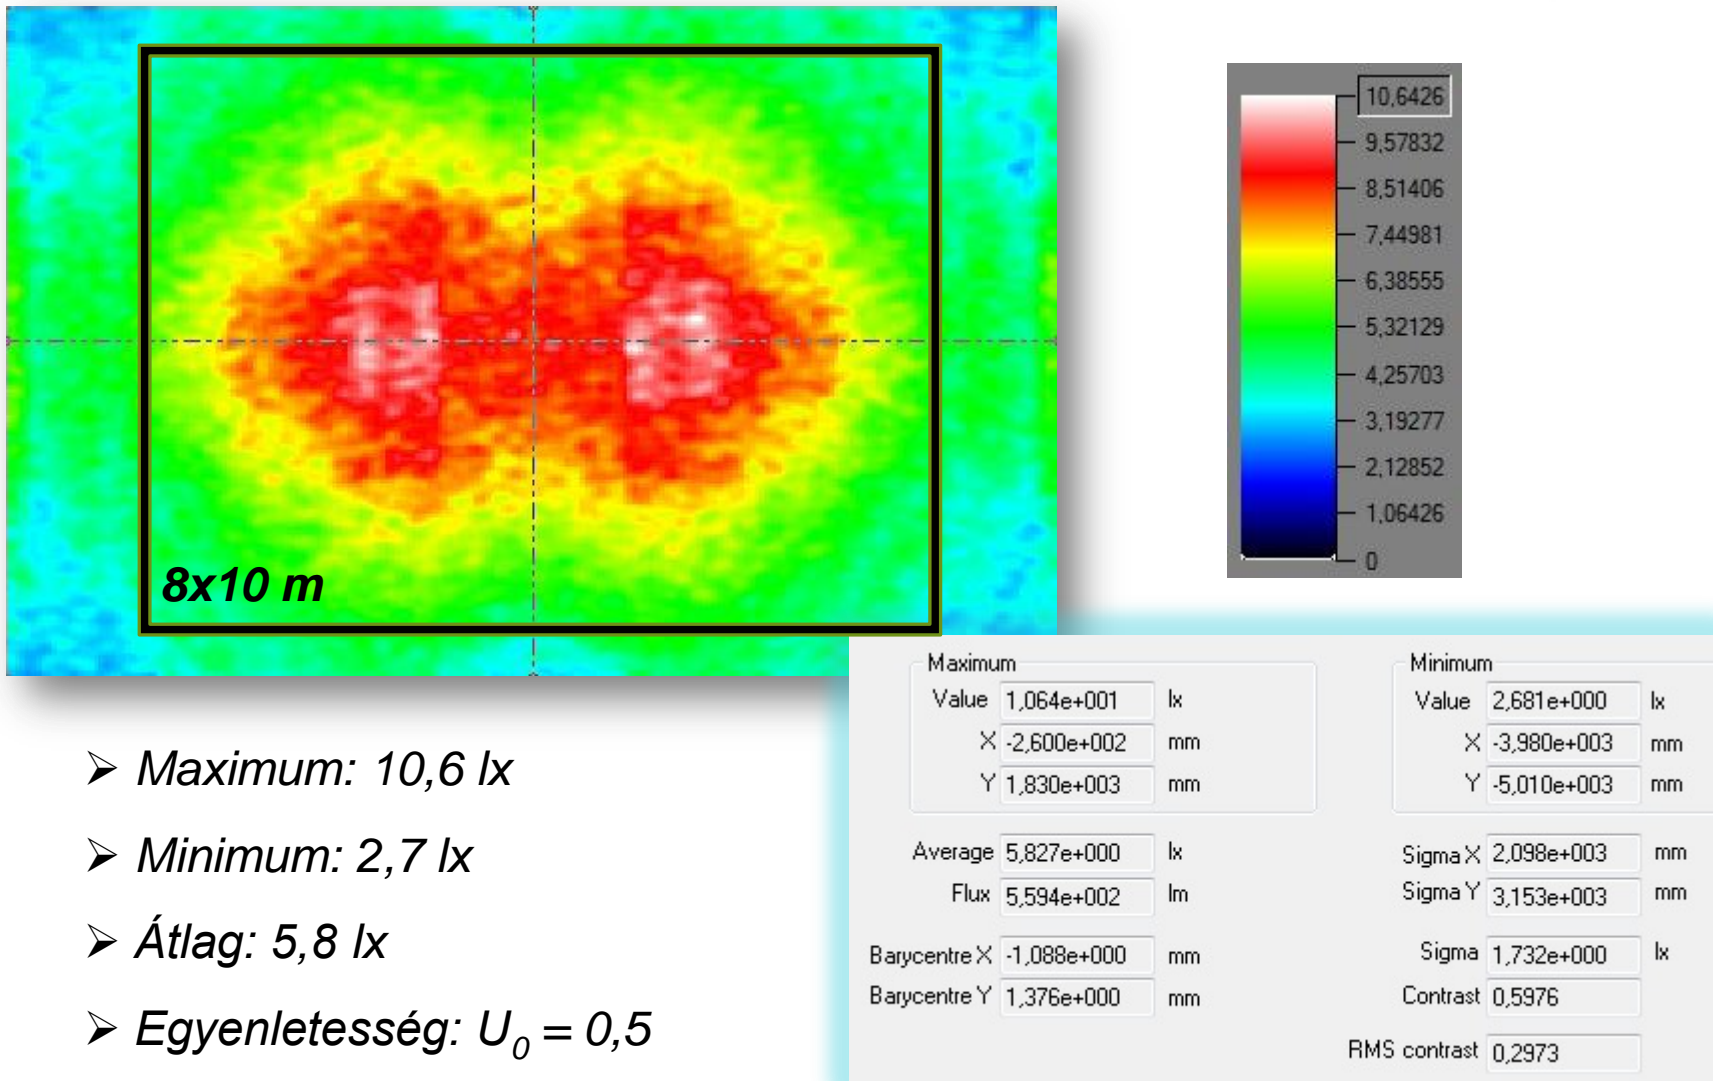 8x10 m
10,6426
9,57832
8,51406
7,44981
6,38555
5,32129
4,25703
3,19277
2,12852
1,06426
0
➢ Maximum: 10,6 lx
➢ Minimum: 2,7 lx
➢ Átlag: 5,8 lx
➢ Egyenletesség: U₀ = 0,5
Maximum
Value 1,064e+001 lx
X -2,600e+002 mm
Y 1,830e+003 mm
Minimum
Value 2,681e+000 lx
X -3,980e+003 mm
Y -5,010e+003 mm
Average 5,827e+000 lx
Flux 5,594e+002 lm
Sigma X 2,098e+003 mm
Sigma Y 3,153e+003 mm
Barycentre X -1,088e+000 mm
Barycentre Y 1,376e+000 mm
Sigma 1,732e+000 lx
Contrast 0,5976
RMS contrast 0,2973